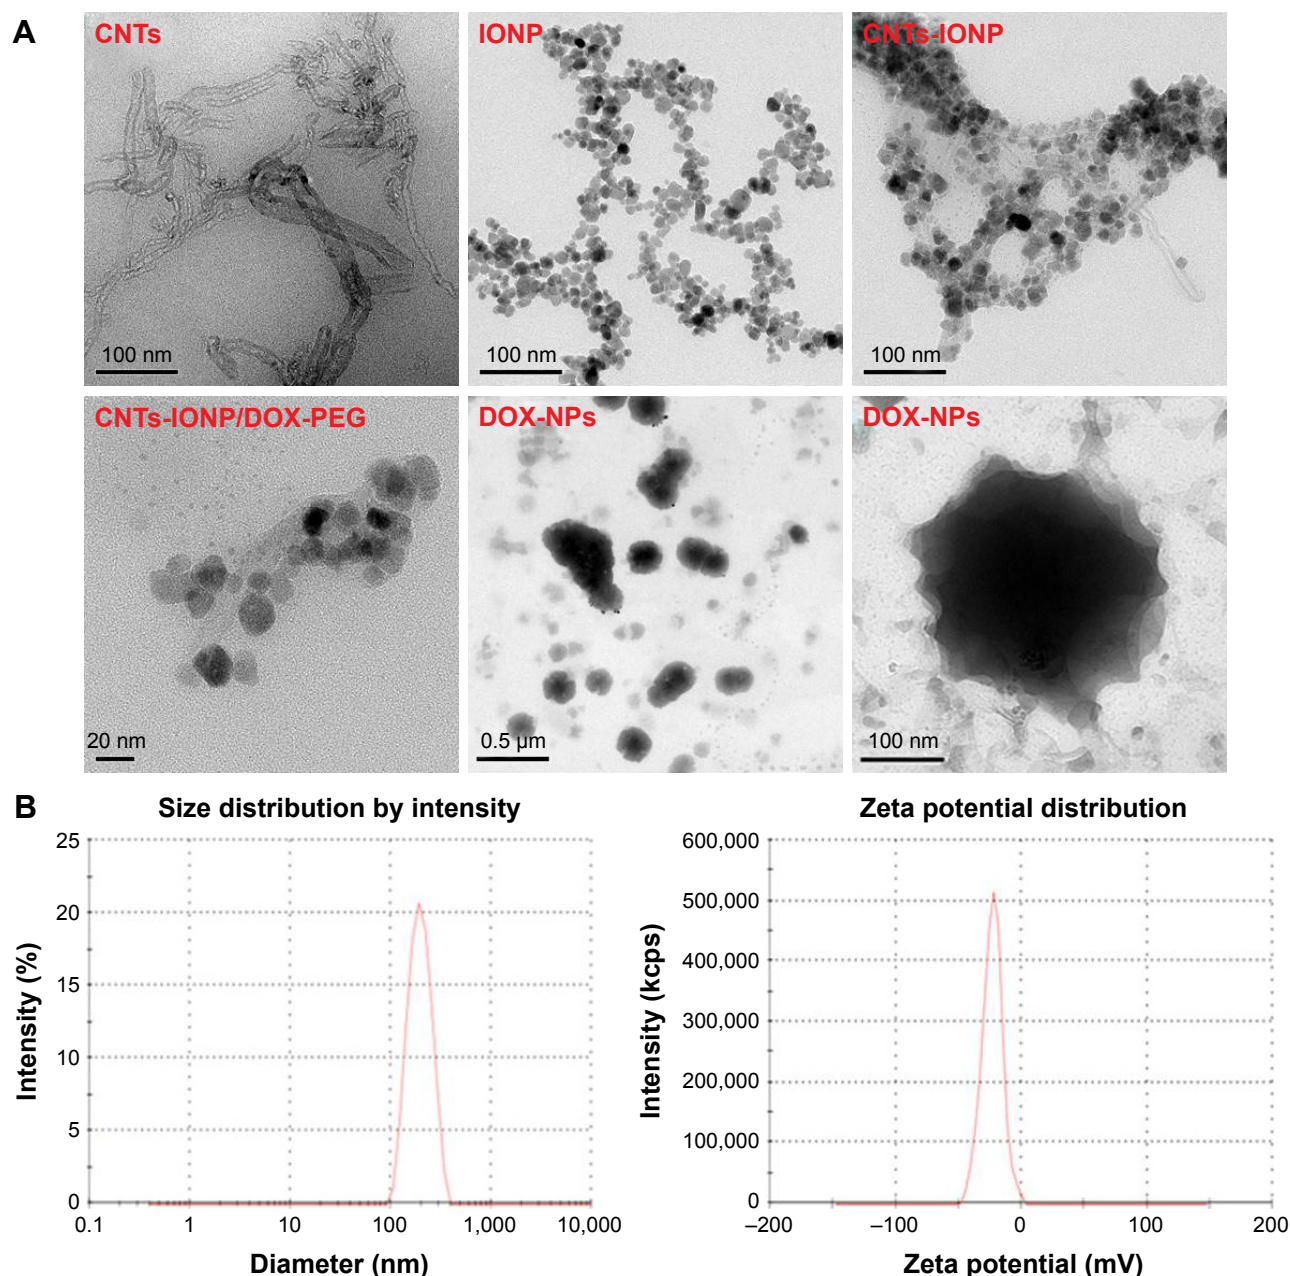 A
CNTs
IONP
CNTs-IONP
100 nm
100 nm
100 nm
CNTs-IONP/DOX-PEG
DOX-NPs
DOX-NPs
20 nm
0.5 µm
100 nm
B
Size distribution by intensity
Zeta potential distribution
25
20
15
10
5
0
Intensity (%)
0.1
1
10
100
1,000
10,000
Diameter (nm)
600,000
500,000
400,000
300,000
200,000
100,000
0
Intensity (kcps)
–200
–100
0
100
200
Zeta potential (mV)